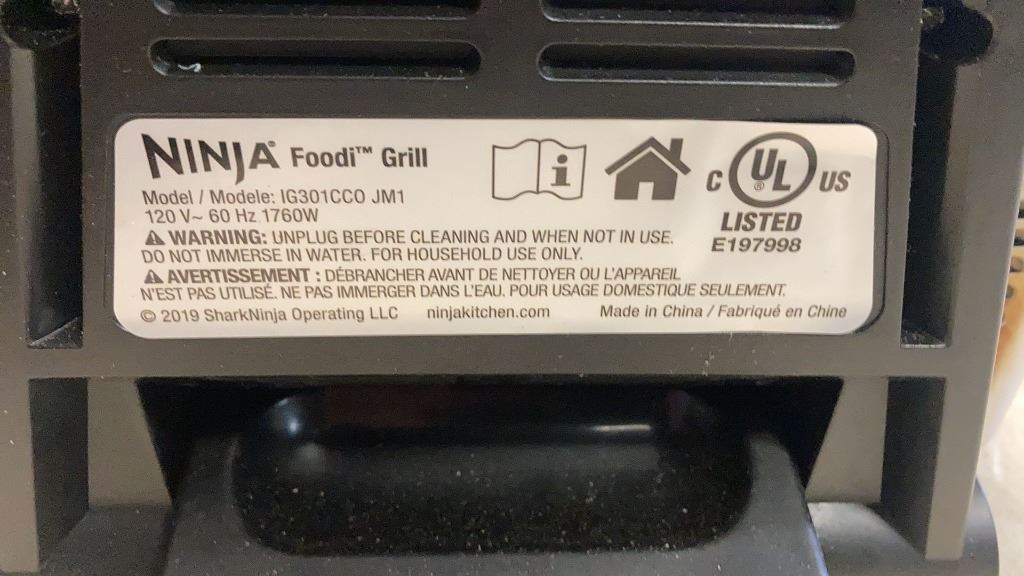 NINJA® Foodi™ Grill
Model / Modele: IG301CCO JM1
120 V~ 60 Hz 1760W
WARNING: UNPLUG BEFORE CLEANING AND WHEN NOT IN USE.
DO NOT IMMERSE IN WATER. FOR HOUSEHOLD USE ONLY.
AVERTISSEMENT : DÉBRANCHER AVANT DE NETTOYER OU L'APPAREIL
N'EST PAS UTILISÉ. NE PAS IMMERGER DANS L'EAU. POUR USAGE DOMESTIQUE SEULEMENT.
© 2019 SharkNinja Operating LLC ninjakitchen.com Made in China / Fabriqué en Chine
i
C UL® US
LISTED
E197998